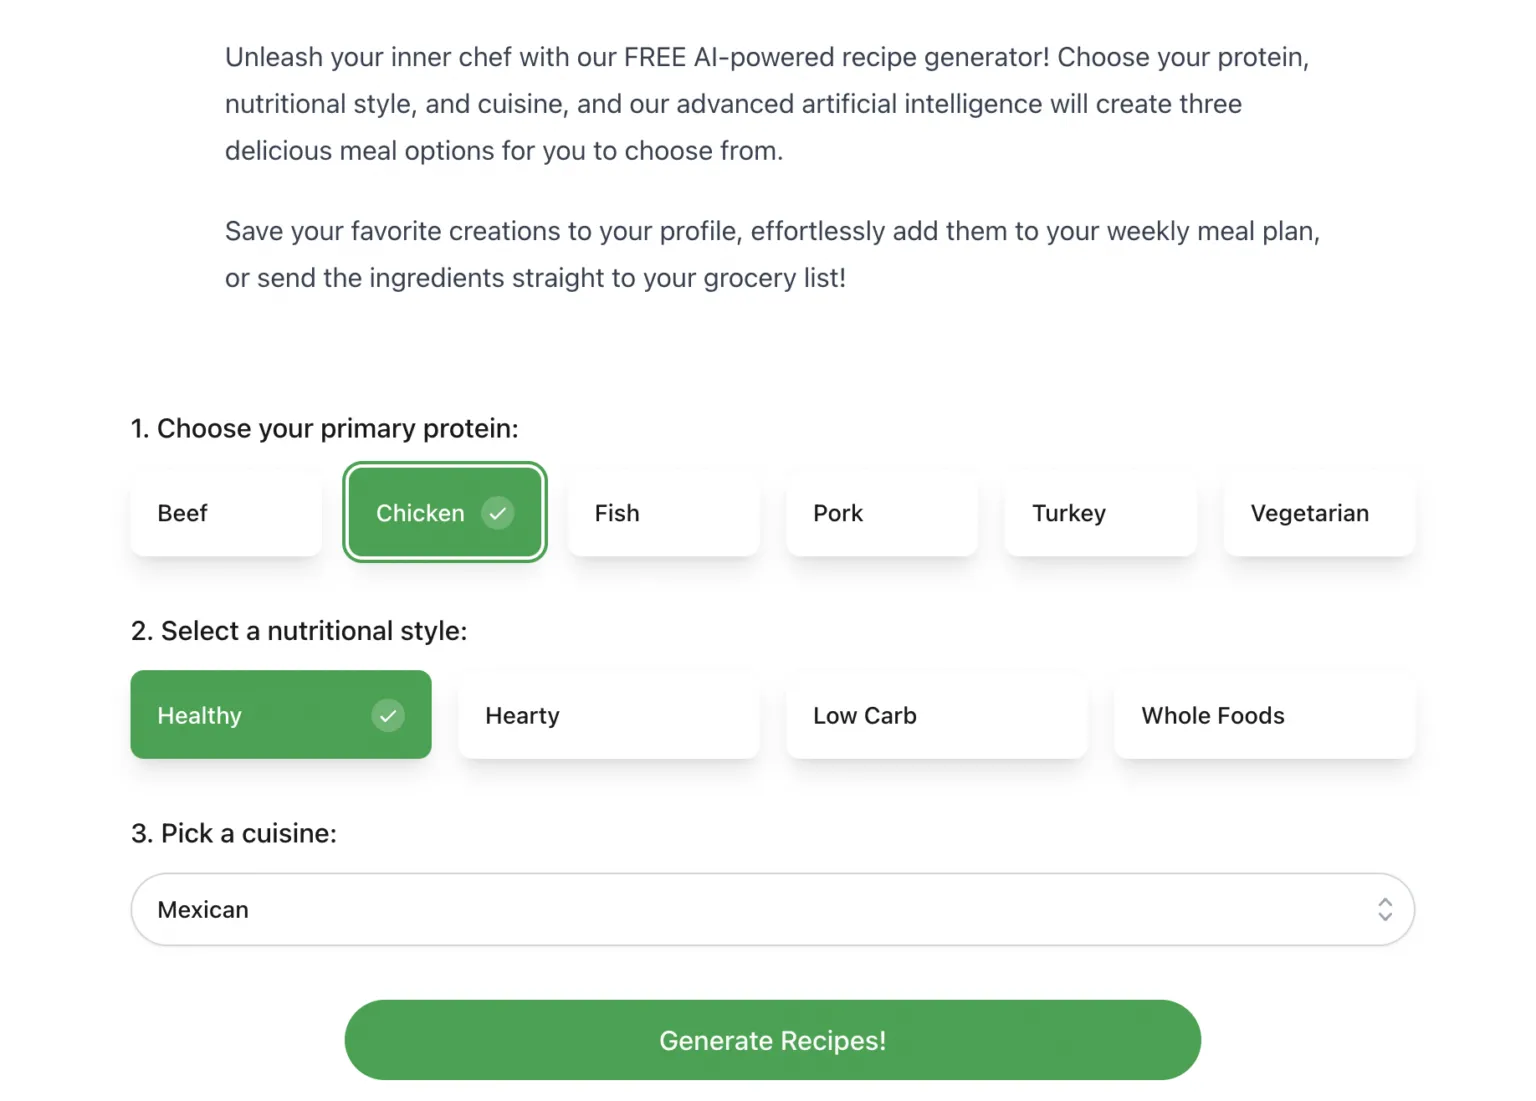 Unleash your inner chef with our FREE AI-powered recipe generator! Choose your protein,
nutritional style, and cuisine, and our advanced artificial intelligence will create three
delicious meal options for you to choose from.
Save your favorite creations to your profile, effortlessly add them to your weekly meal plan,
or send the ingredients straight to your grocery list!
1. Choose your primary protein:
Beef
Chicken
Fish
Pork
Turkey
Vegetarian
2. Select a nutritional style:
Healthy
Hearty
Low Carb
Whole Foods
3. Pick a cuisine:
Mexican
Generate Recipes!